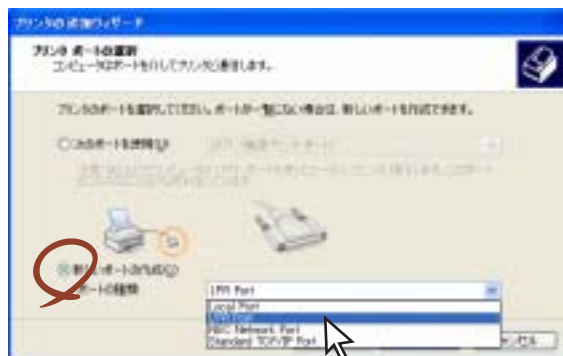 プリンタの追加ウィザード
プリンタ ポートの選択
コンピュータはポートを介してプリンタと通信します。
プリンタのポートを選択してください。ポートが一覧にない場合は、新しいポートを作成できます。
次のポートを使用(U)
新しいポートの作成(C)
ポートの種類
LPR Port
Local Port
LPR Port
NEC Network Port
Standard TCP/IP Port
キャンセル